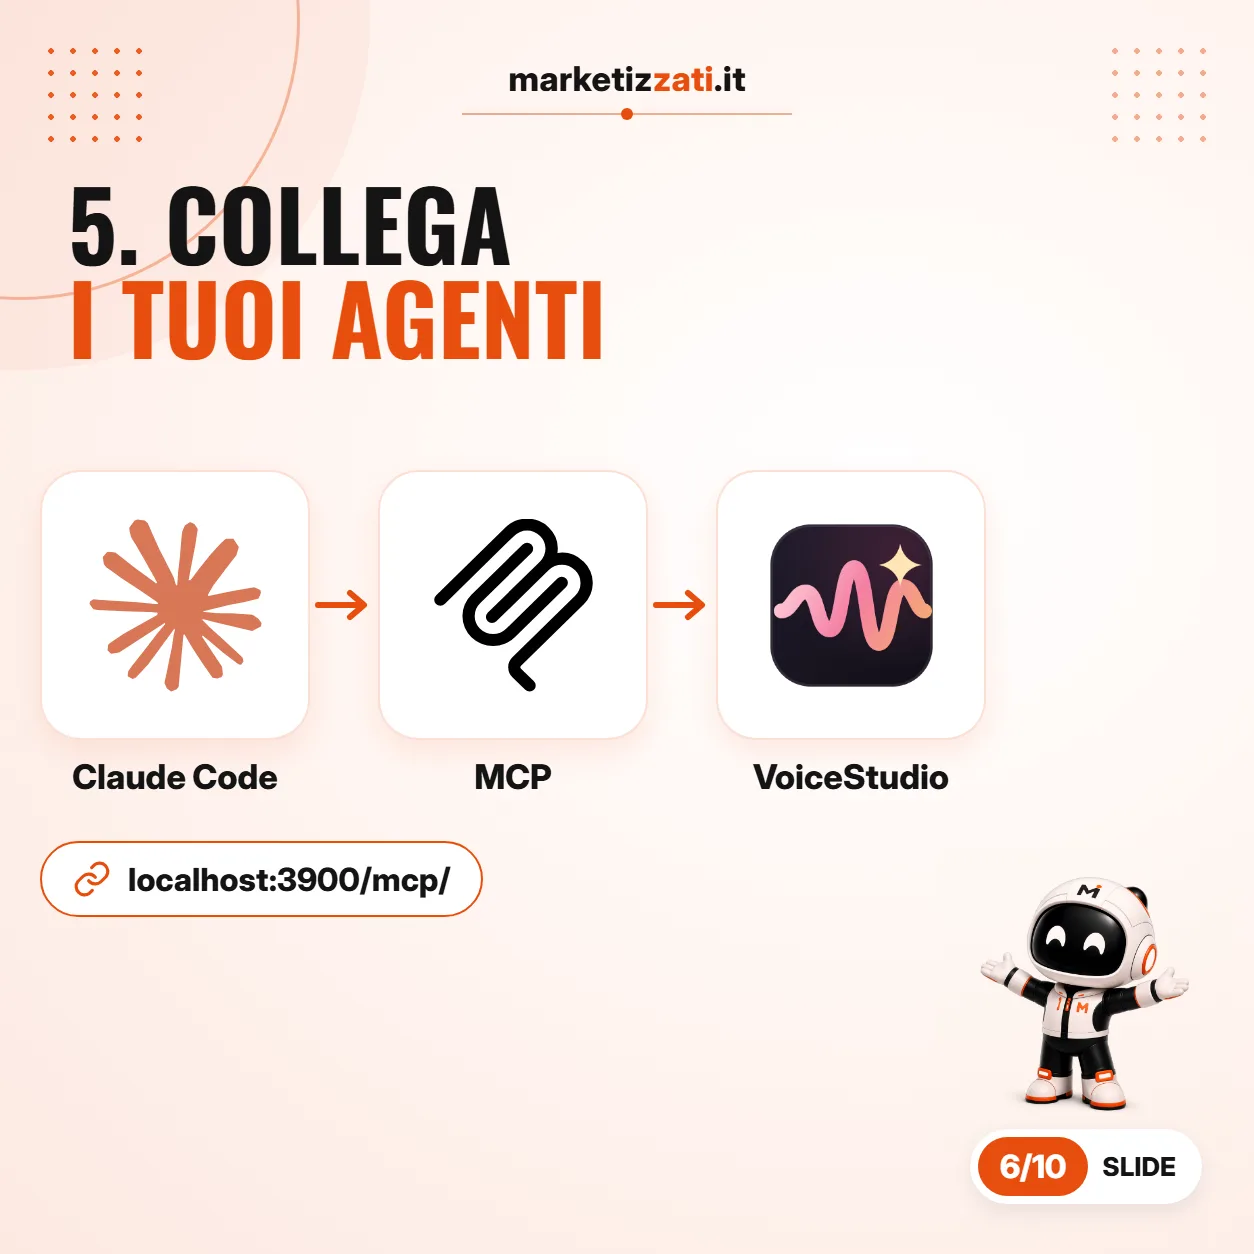 marketizzati.it
5. COLLEGA
I TUOI AGENTI
Claude Code
MCP
VoiceStudio
localhost:3900/mcp/
6/10 SLIDE